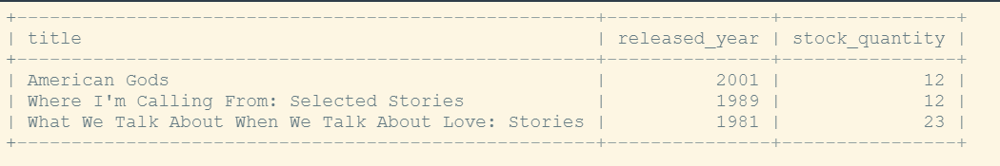 +----------------------------------------------------+---------------+----------------+
| title                                              | released_year | stock_quantity |
+----------------------------------------------------+---------------+----------------+
| American Gods                                      |          2001 |             12 |
| Where I'm Calling From: Selected Stories           |          1989 |             12 |
| What We Talk About When We Talk About Love: Stories |          1981 |             23 |
+----------------------------------------------------+---------------+----------------+